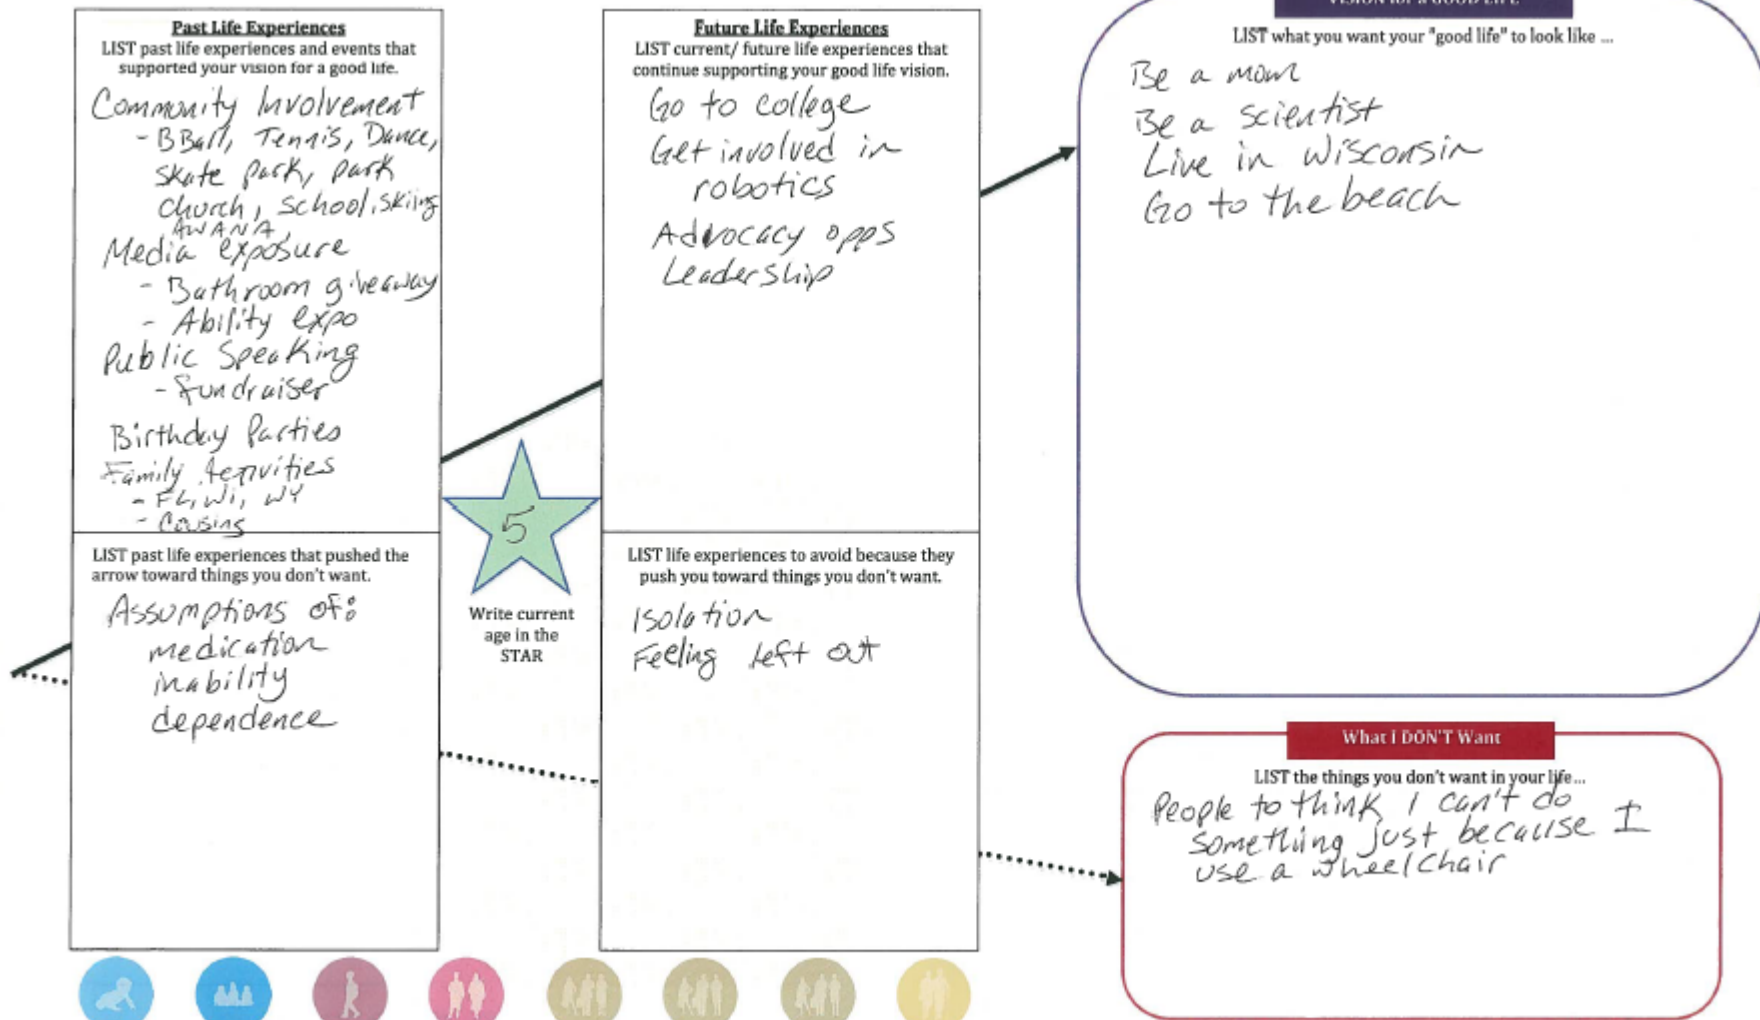 Past Life Experiences
LIST past life experiences and events that
supported your vision for a good life.
Community Involvement
- BBall, Tennis, Dance,
skate park, park
church, school, skiing
AWANA,
Media exposure
- Bathroom giveaway
- Ability expo
Public Speaking
- fundraiser
Birthday Parties
Family Activities
- FL, WI, WY
- Cousins
LIST past life experiences that pushed the
arrow toward things you don't want.
Assumptions of:
medication
inability
dependence
5
Write current
age in the
STAR
Future Life Experiences
LIST current/ future life experiences that
continue supporting your good life vision.
Go to college
Get involved in
robotics
Advocacy opps
Leadership
LIST life experiences to avoid because they
push you toward things you don't want.
Isolation
Feeling left out
VISION for a GOOD LIFE
LIST what you want your "good life" to look like ...
Be a mom
Be a scientist
Live in Wisconsin
Go to the beach
What I DON'T Want
LIST the things you don't want in your life...
People to think I can't do
something just because I
use a wheelchair